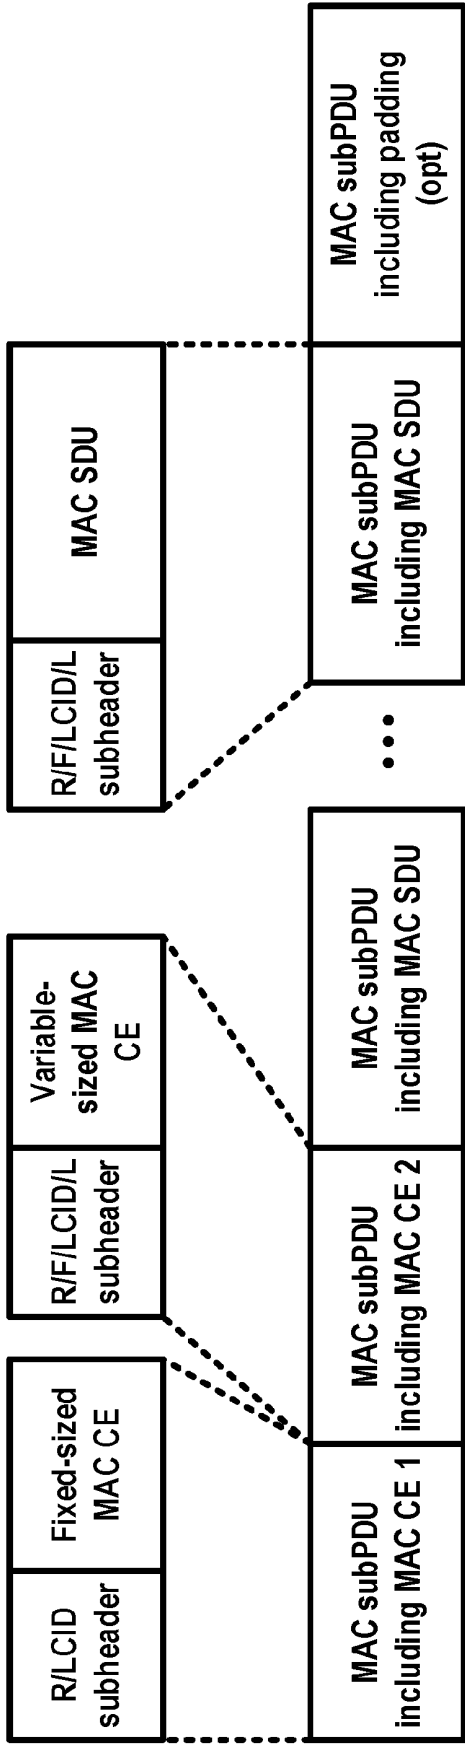 R/LCID
subheader
Fixed-sized
MAC CE
R/F/LCID/L
subheader
Variable-
sized MAC
CE
R/F/LCID/L
subheader
MAC SDU
MAC subPDU
including MAC CE 1
MAC subPDU
including MAC CE 2
MAC subPDU
including MAC SDU
...
MAC subPDU
including MAC SDU
MAC subPDU
including padding
(opt)